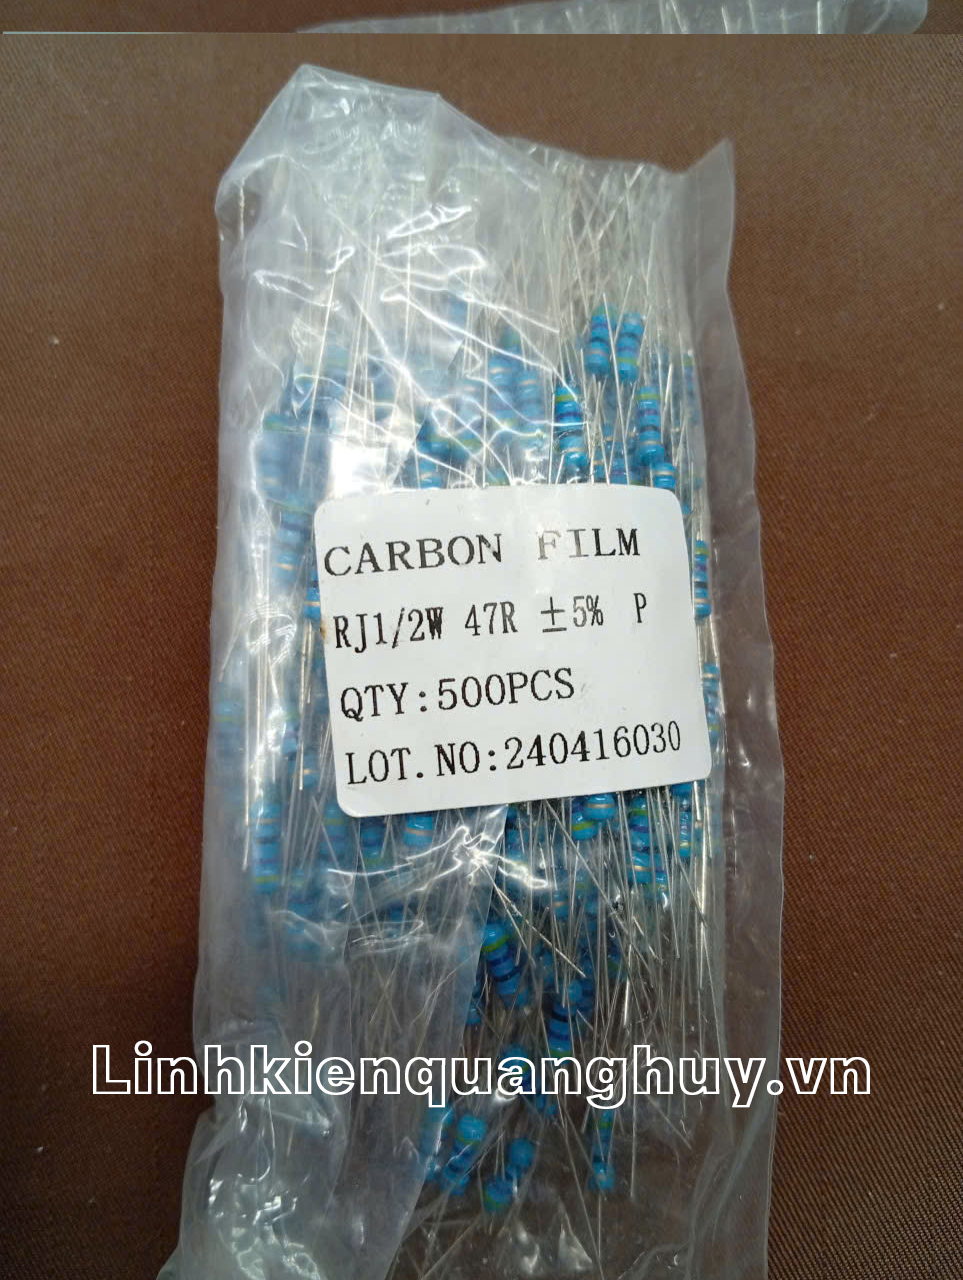 CARBON FILM
RJ1/2W 47R ±5% P
QTY:500PCS
LOT.NO:240416030
Linhkienquanghuy.vn